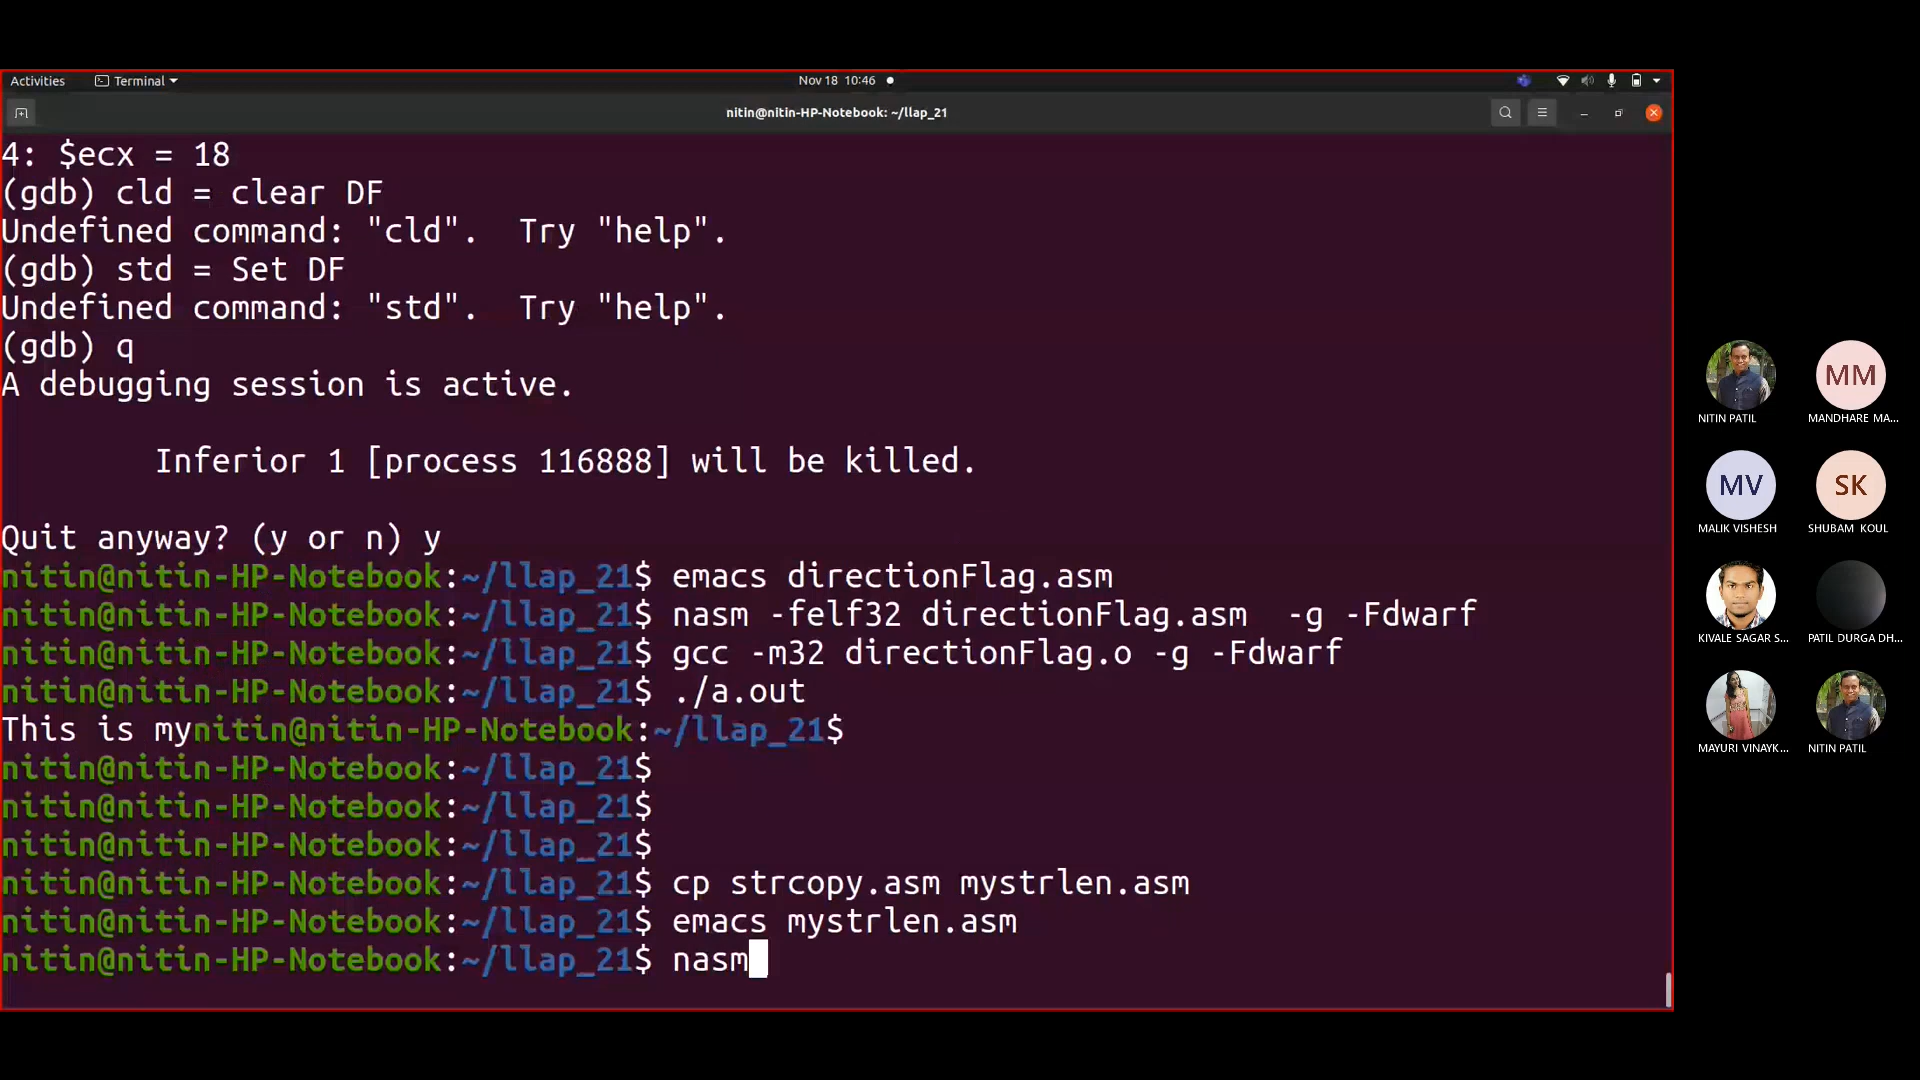 Activities
Terminal
Nov 18 10:46
nitin@nitin-HP-Notebook: ~/llap_21
4: $ecx = 18
(gdb) cld = clear DF
Undefined command: "cld".  Try "help".
(gdb) std = Set DF
Undefined command: "std".  Try "help".
(gdb) q
A debugging session is active.
Inferior 1 [process 116888] will be killed.
Quit anyway? (y or n) y
nitin@nitin-HP-Notebook:~/llap_21$ emacs directionFlag.asm
nitin@nitin-HP-Notebook:~/llap_21$ nasm -felf32 directionFlag.asm  -g -Fdwarf
nitin@nitin-HP-Notebook:~/llap_21$ gcc -m32 directionFlag.o -g -Fdwarf
nitin@nitin-HP-Notebook:~/llap_21$ ./a.out
This is mynitin@nitin-HP-Notebook:~/llap_21$
nitin@nitin-HP-Notebook:~/llap_21$
nitin@nitin-HP-Notebook:~/llap_21$
nitin@nitin-HP-Notebook:~/llap_21$
nitin@nitin-HP-Notebook:~/llap_21$ cp strcopy.asm mystrlen.asm
nitin@nitin-HP-Notebook:~/llap_21$ emacs mystrlen.asm
nitin@nitin-HP-Notebook:~/llap_21$ nasm
NITIN PATIL
MM
MANDHARE MA...
MV
MALIK VISHESH
SK
SHUBAM KOUL
KIVALE SAGAR S...
PATIL DURGA DH...
MAYURI VINAYK...
NITIN PATIL